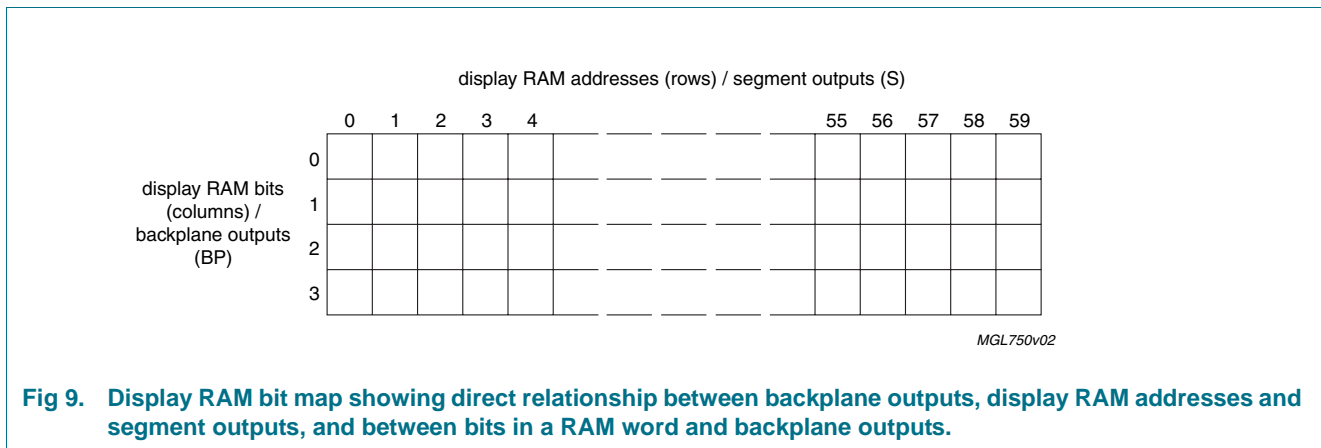 display RAM addresses (rows) / segment outputs (S)
0 1 2 3 4 55 56 57 58 59
0
display RAM bits
(columns) /
backplane outputs
(BP)
1
2
3
MGL750v02
Fig 9. Display RAM bit map showing direct relationship between backplane outputs, display RAM addresses and
segment outputs, and between bits in a RAM word and backplane outputs.